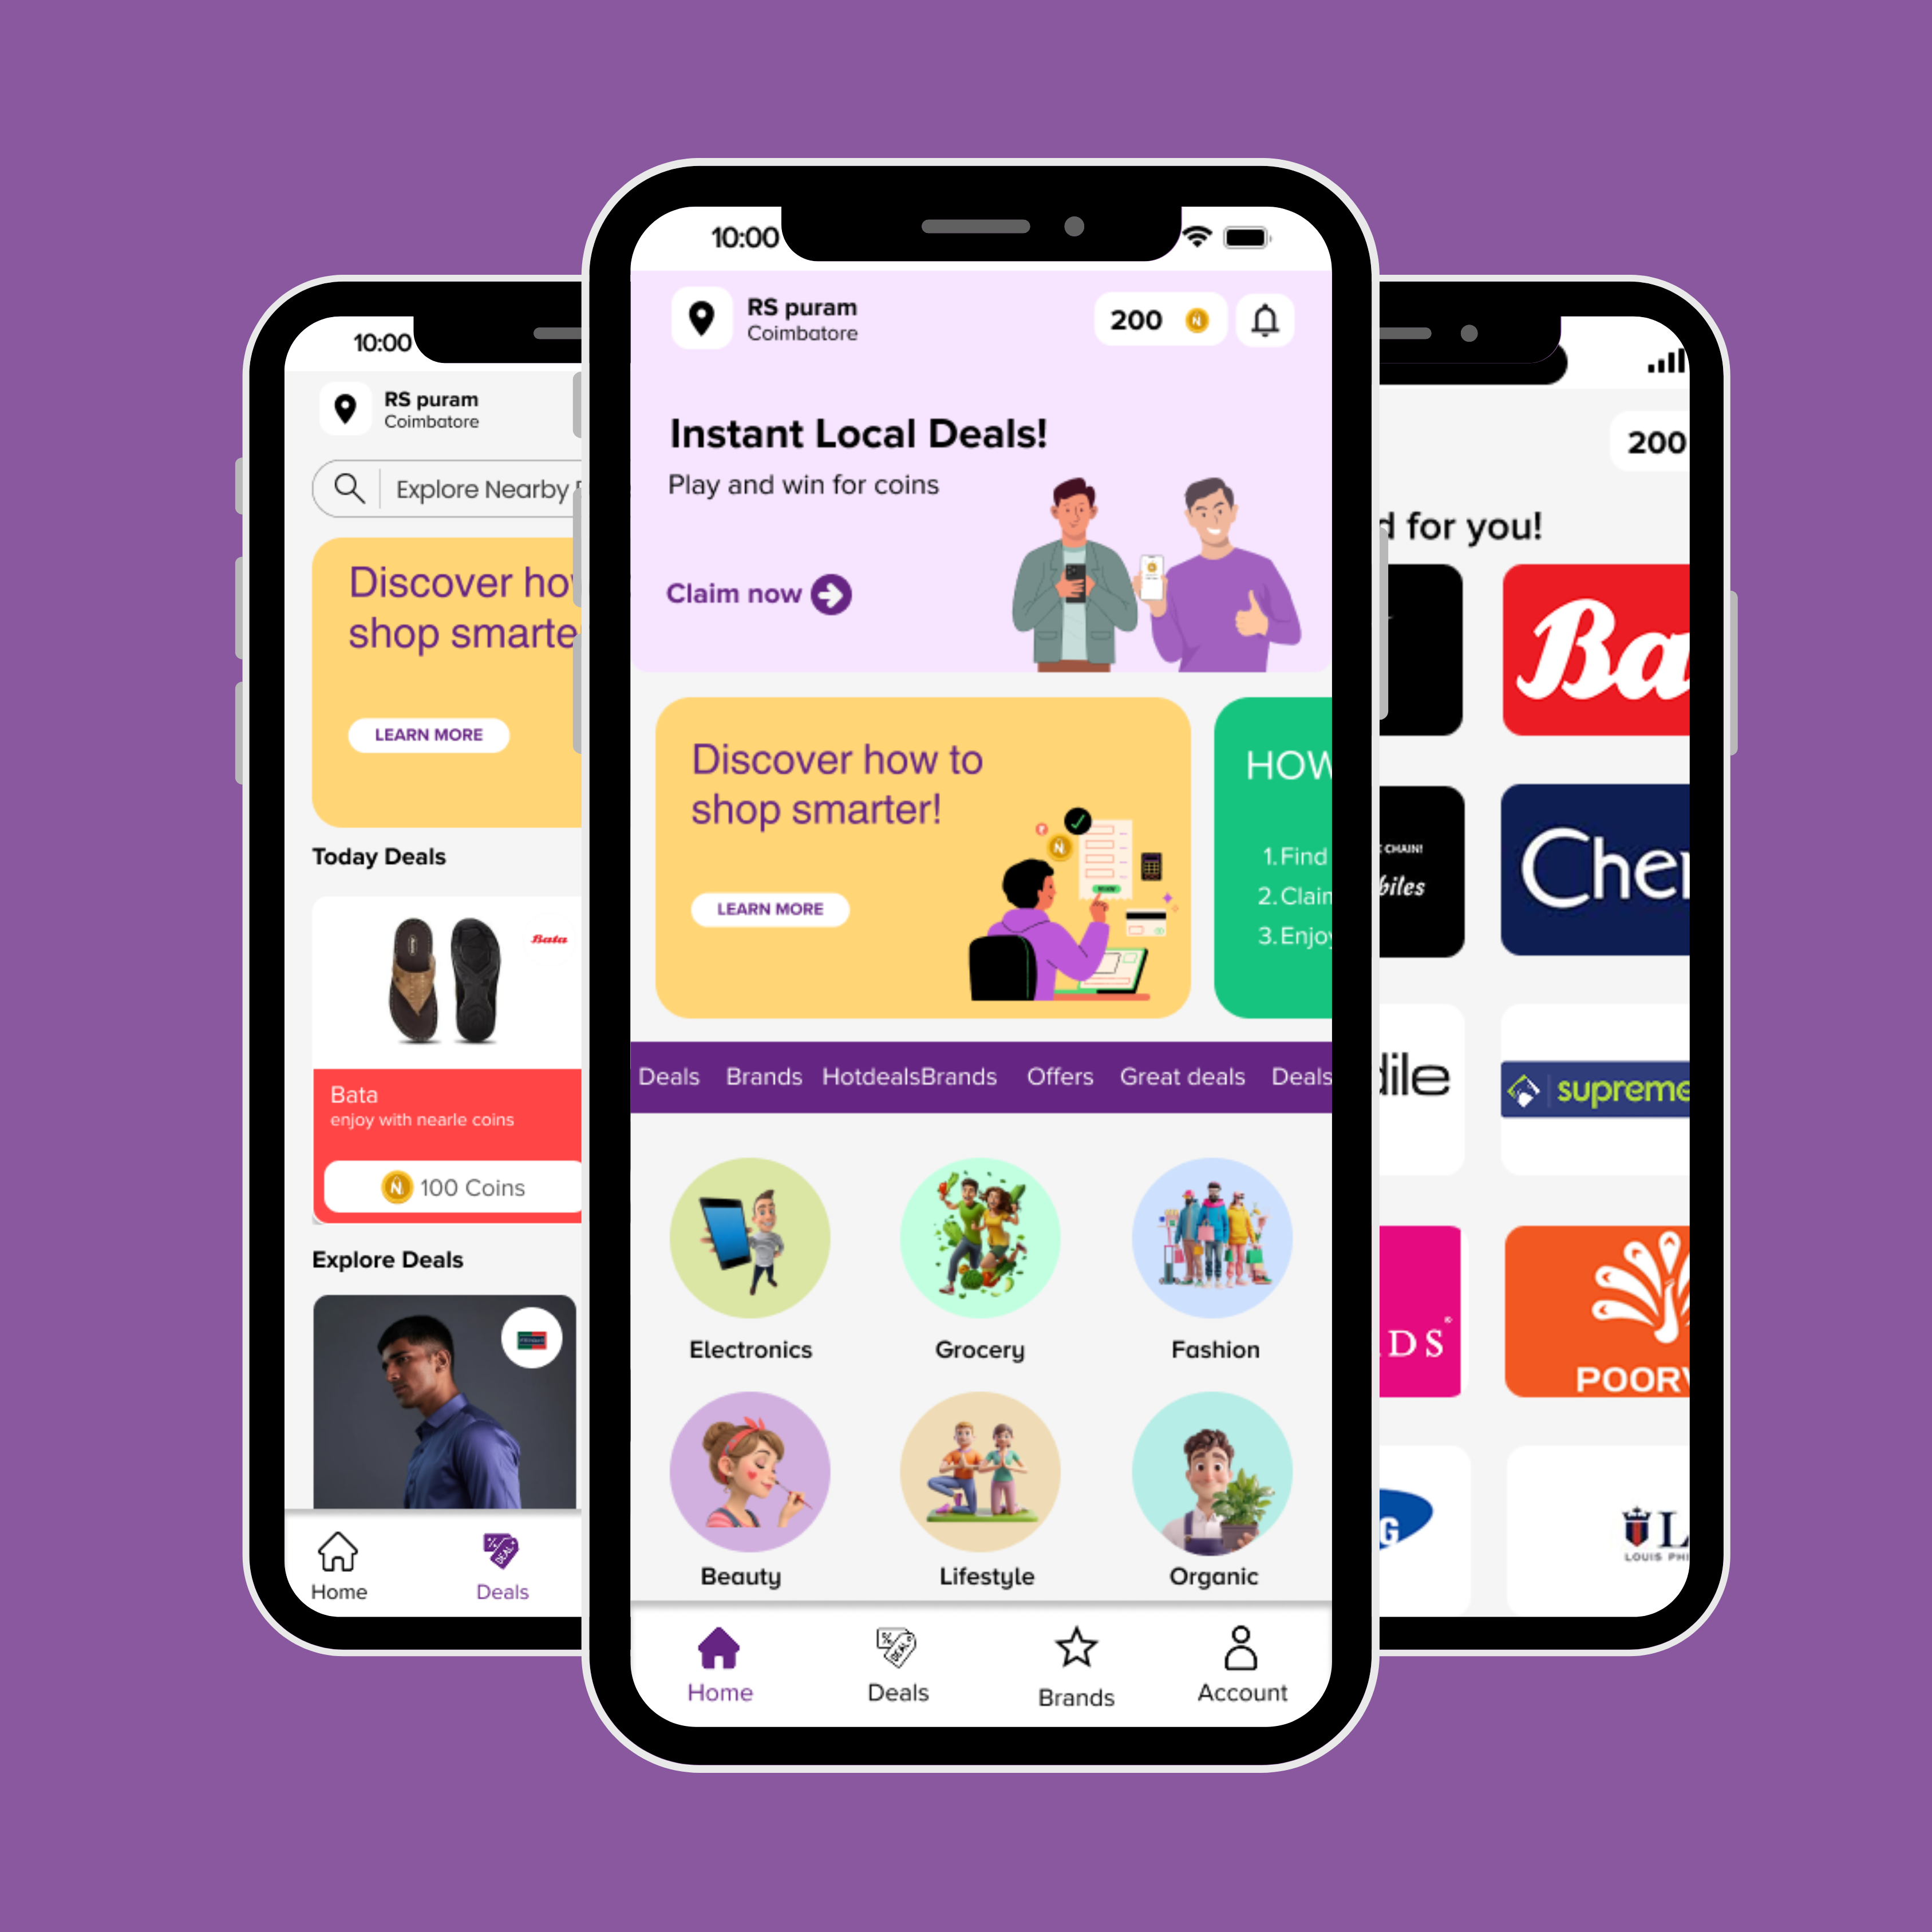 10:00
RS puram
Coimbatore
Explore Nearby
Discover how
shop smarte
LEARN MORE
Today Deals
Bata
Bata
enjoy with nearle coins
100 Coins
Explore Deals
Home
Deals
10:00
RS puram
Coimbatore
200
Instant Local Deals!
Play and win for coins
Claim now
Discover how to
shop smarter!
LEARN MORE
HOW
1. Find
2. Claim
3. Enjoy
Deals Brands HotdealsBrands Offers Great deals Deals
Electronics
Grocery
Fashion
Beauty
Lifestyle
Organic
Home
Deals
Brands
Account
200
d for you!
Ba
CHAIN!
biles
Chen
dile
supreme
DS
POORV
G
L
LOUIS PHI